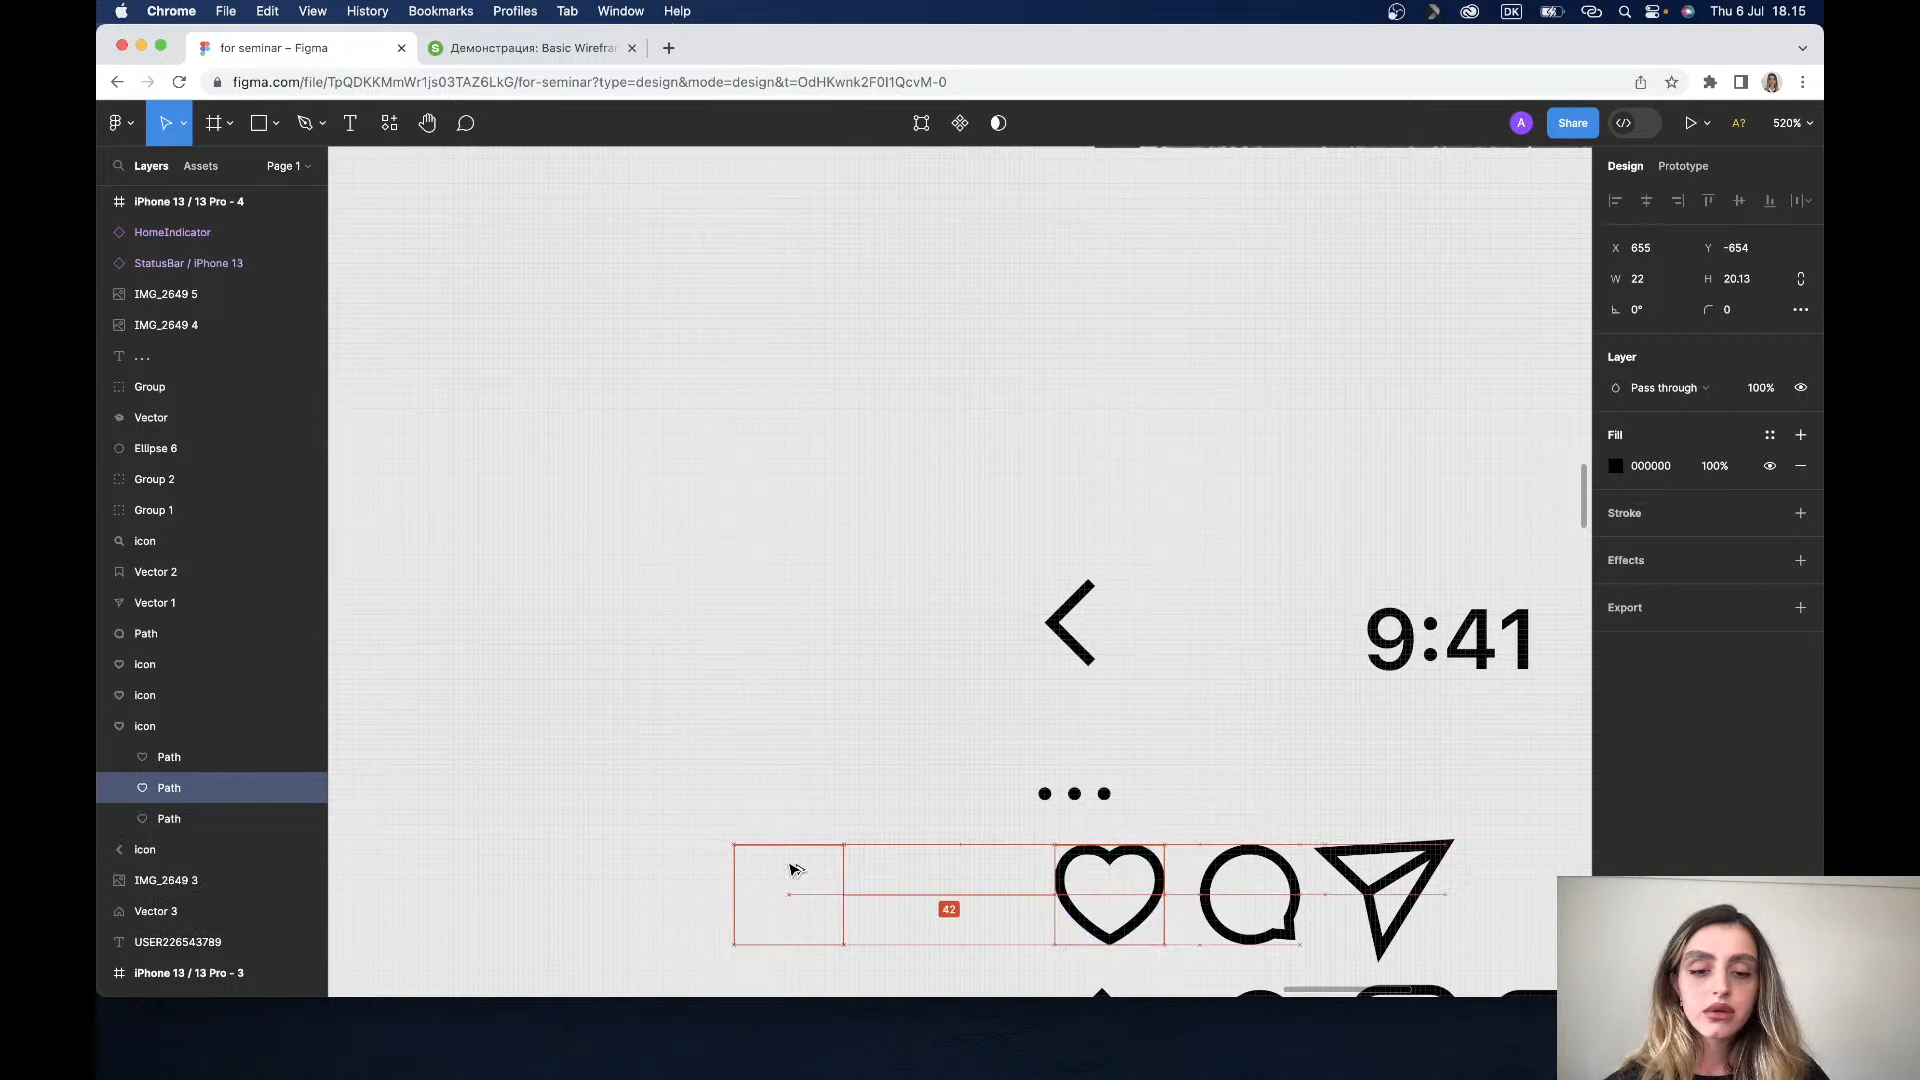 Chrome File Edit View History Bookmarks Profiles Tab Window Help DK Thu 6 Jul 18.15
for seminar – Figma
Демонстрация: Basic Wirefra
figma.com/file/TpQDKKMmWr1js03TAZ6LkG/for-seminar?type=design&mode=design&t=OdHKwnk2F0I1QcvM-0
A Share A? 520%
Layers Assets Page 1
Design Prototype
iPhone 13 / 13 Pro - 4
HomeIndicator
StatusBar / iPhone 13
IMG_2649 5
IMG_2649 4
. . .
Group
Vector
Ellipse 6
Group 2
Group 1
icon
Vector 2
Vector 1
Path
icon
icon
icon
Path
Path
Path
icon
IMG_2649 3
Vector 3
USER226543789
iPhone 13 / 13 Pro - 3
9:41
42
X 655 Y -654
W 22 H 20.13
0° 0
Layer
Pass through 100%
Fill
000000 100%
Stroke
Effects
Export